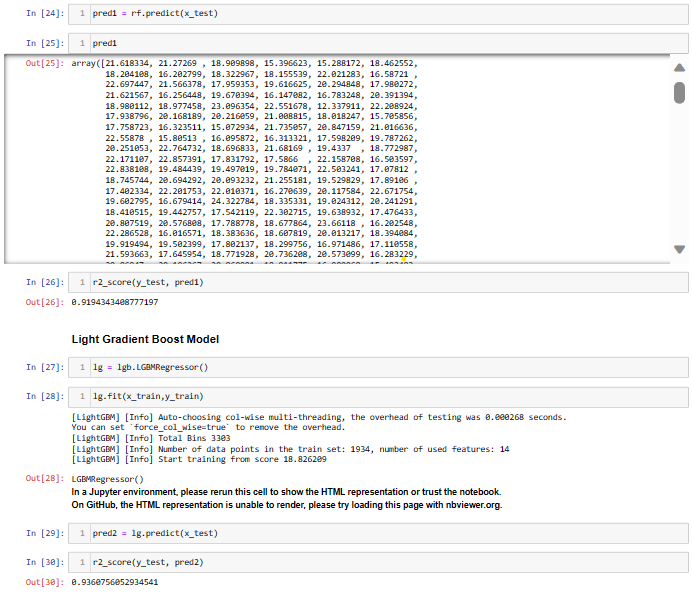 In [24]: 1 pred1 = rf.predict(x_test)
In [25]: 1 pred1
Out[25]: array([21.618334, 21.27269 , 18.909898, 15.396623, 15.288172, 18.462552,
18.204108, 16.202799, 18.322967, 18.155539, 22.021283, 16.58721 ,
22.697447, 21.566378, 17.959353, 19.616625, 20.294848, 17.980272,
21.621567, 16.256448, 19.670394, 16.147082, 16.783248, 20.391394,
18.980112, 18.977458, 23.096354, 22.551678, 12.337911, 22.208924,
17.938796, 20.168189, 20.216059, 21.008815, 18.018247, 15.705856,
17.758723, 16.323511, 15.072934, 21.735057, 20.847159, 21.016636,
22.55878 , 15.80513 , 16.095872, 16.313321, 17.598209, 19.787262,
20.251053, 22.764732, 18.696833, 21.68169 , 19.4337  , 18.772987,
22.171107, 22.857391, 17.831792, 17.5866  , 22.158708, 16.503597,
22.838108, 19.484439, 19.497019, 19.784071, 22.503241, 17.07812 ,
18.745744, 20.694292, 20.093232, 21.255181, 19.529829, 17.89106 ,
17.402334, 22.201753, 22.010371, 16.270639, 20.117584, 22.671754,
19.602795, 16.679414, 24.322784, 18.335331, 19.024312, 20.241291,
18.410515, 19.442757, 17.542119, 22.302715, 19.638932, 17.476433,
20.807519, 20.576808, 17.788778, 18.677864, 23.66118 , 16.202548,
22.286528, 16.016571, 18.383636, 18.607819, 20.013217, 18.394084,
19.919494, 19.502399, 17.802137, 18.299756, 16.971486, 17.110558,
21.593663, 17.645954, 18.771928, 20.736208, 20.573099, 16.283229,
In [26]: 1 r2_score(y_test, pred1)
Out[26]: 0.9194343408777197
Light Gradient Boost Model
In [27]: 1 lg = lgb.LGBMRegressor()
In [28]: 1 lg.fit(x_train,y_train)
[LightGBM] [Info] Auto-choosing col-wise multi-threading, the overhead of testing was 0.000268 seconds.
You can set `force_col_wise=true` to remove the overhead.
[LightGBM] [Info] Total Bins 3303
[LightGBM] [Info] Number of data points in the train set: 1934, number of used features: 14
[LightGBM] [Info] Start training from score 18.826209
Out[28]: LGBMRegressor()
In a Jupyter environment, please rerun this cell to show the HTML representation or trust the notebook.
On GitHub, the HTML representation is unable to render, please try loading this page with nbviewer.org.
In [29]: 1 pred2 = lg.predict(x_test)
In [30]: 1 r2_score(y_test, pred2)
Out[30]: 0.9360756052934541